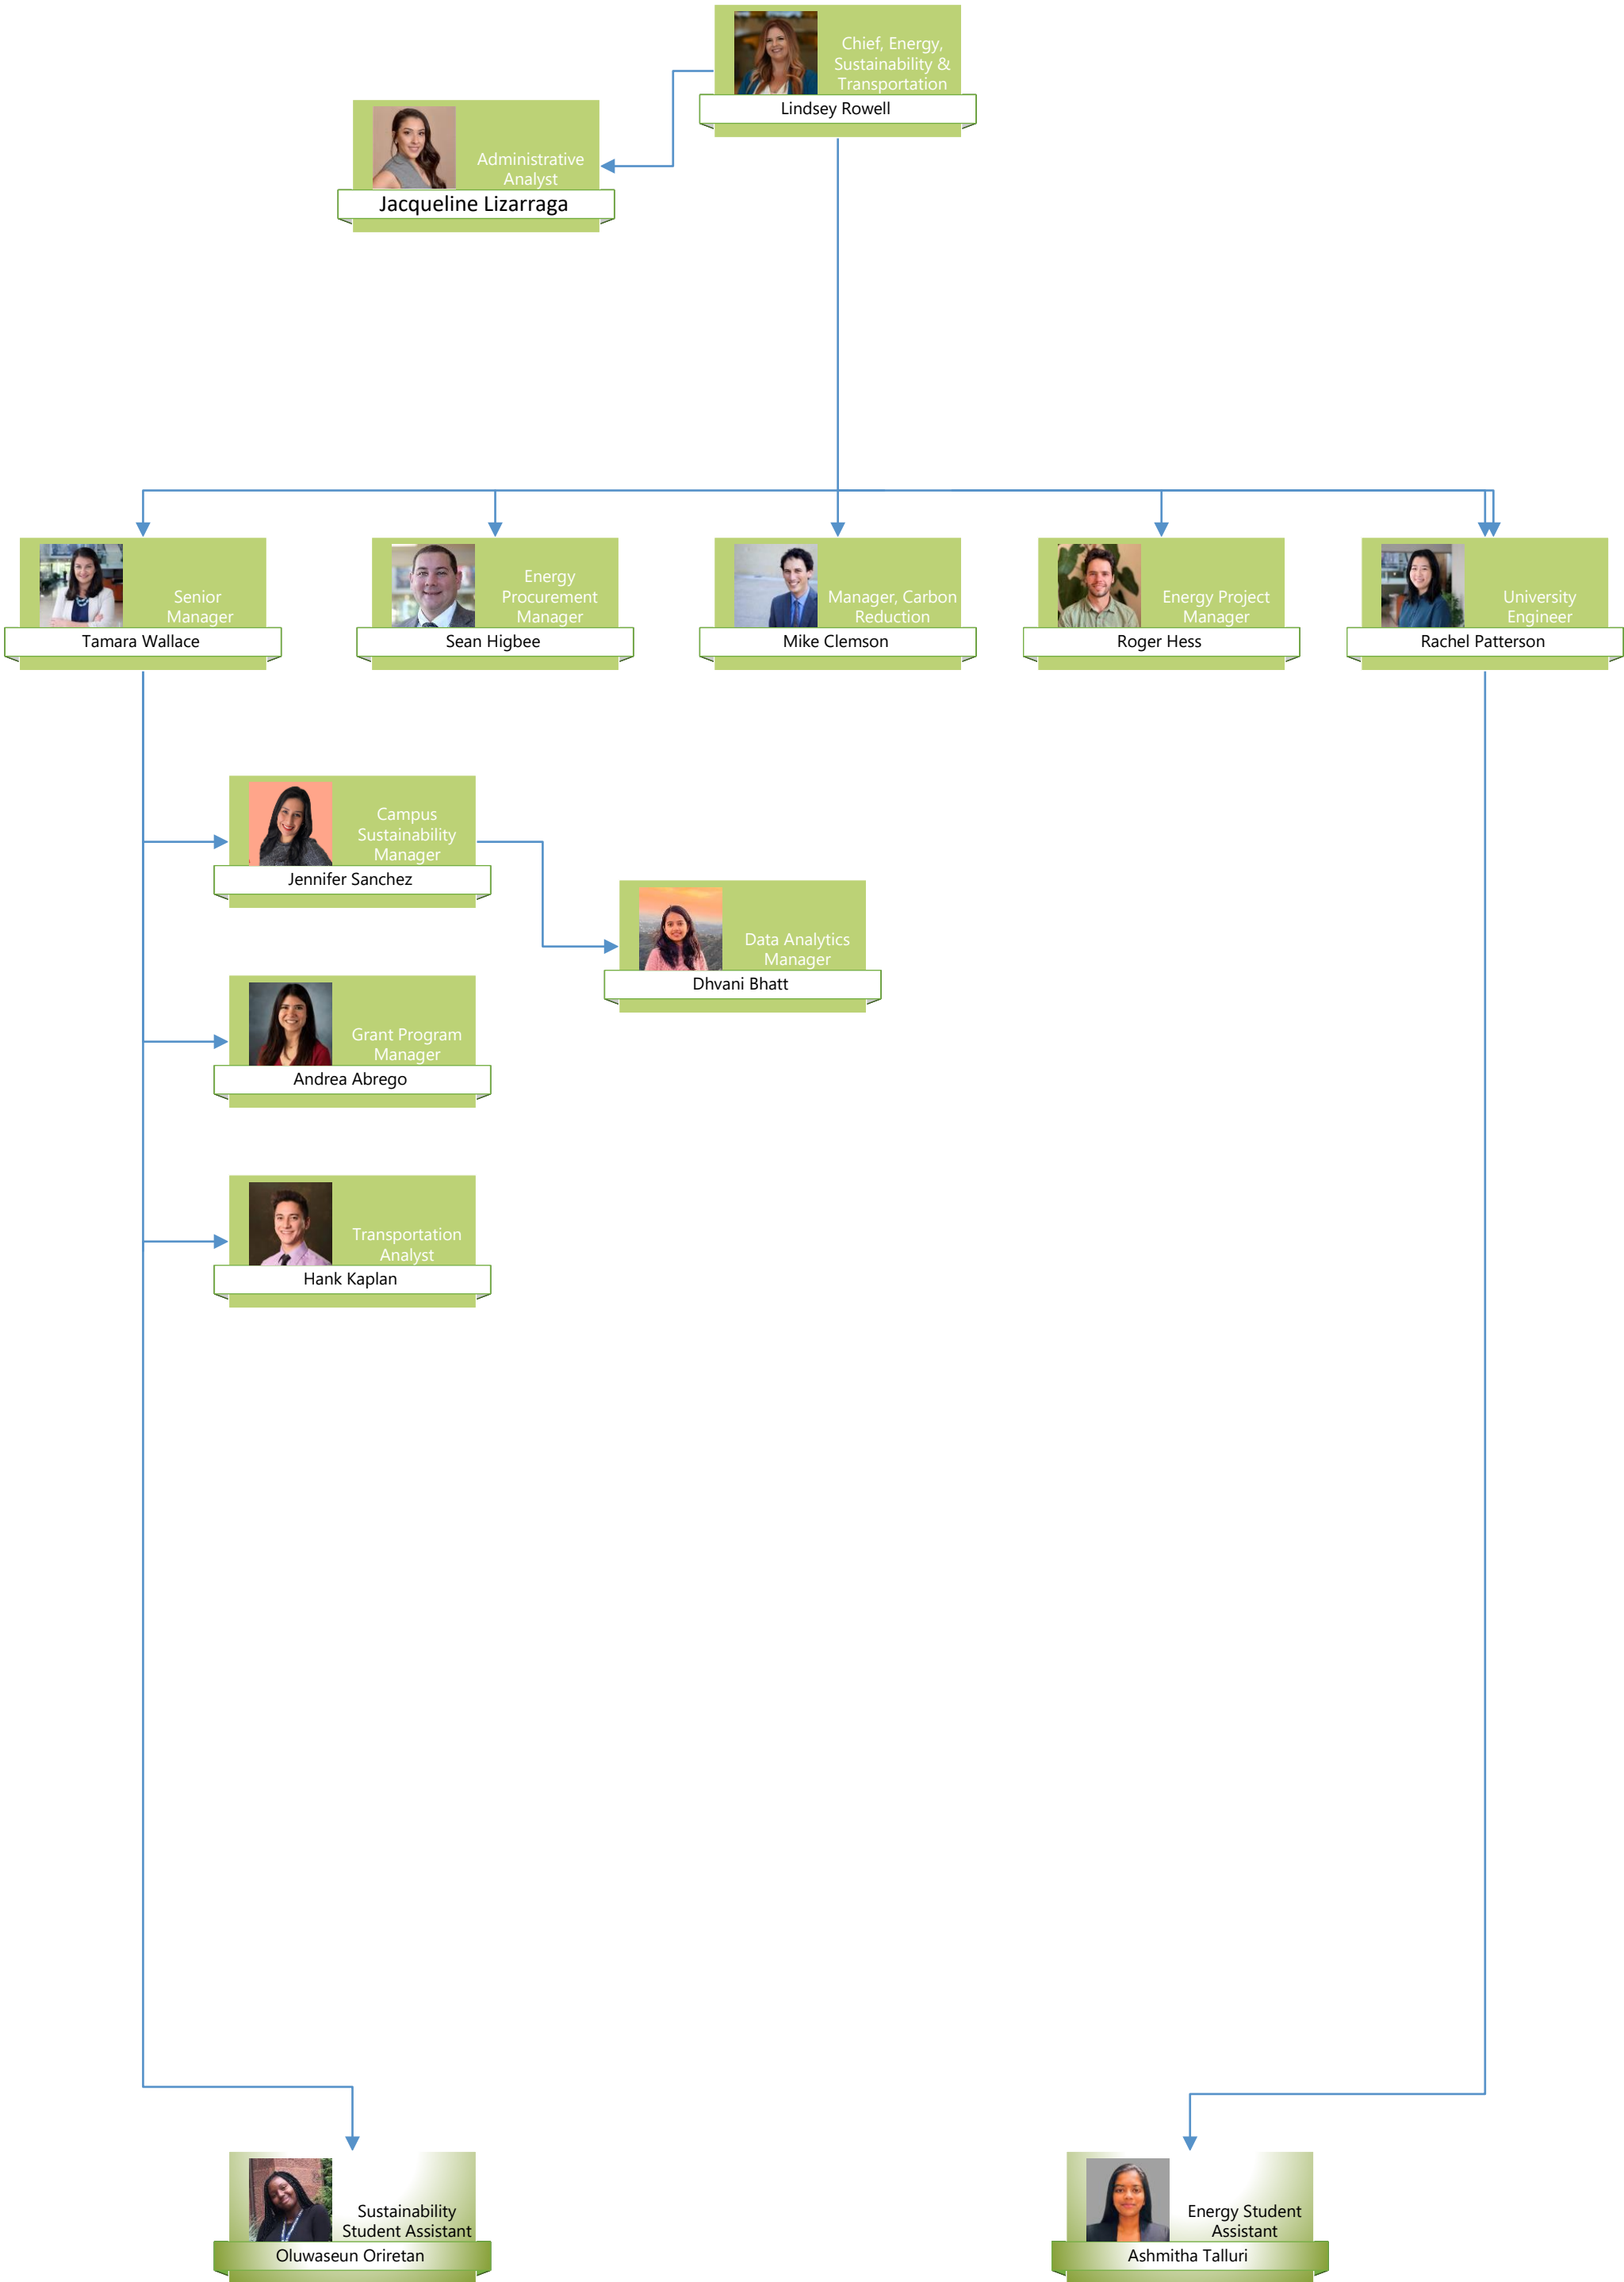 Chief, Energy,
Sustainability &
Transportation
Lindsey Rowell
Administrative
Analyst
Jacqueline Lizarraga
Senior
Manager
Tamara Wallace
Energy
Procurement
Manager
Sean Higbee
Manager, Carbon
Reduction
Mike Clemson
Energy Project
Manager
Roger Hess
University
Engineer
Rachel Patterson
Campus
Sustainability
Manager
Jennifer Sanchez
Data Analytics
Manager
Dhvani Bhatt
Grant Program
Manager
Andrea Abrego
Transportation
Analyst
Hank Kaplan
Sustainability
Student Assistant
Oluwaseun Oriretan
Energy Student
Assistant
Ashmitha Talluri